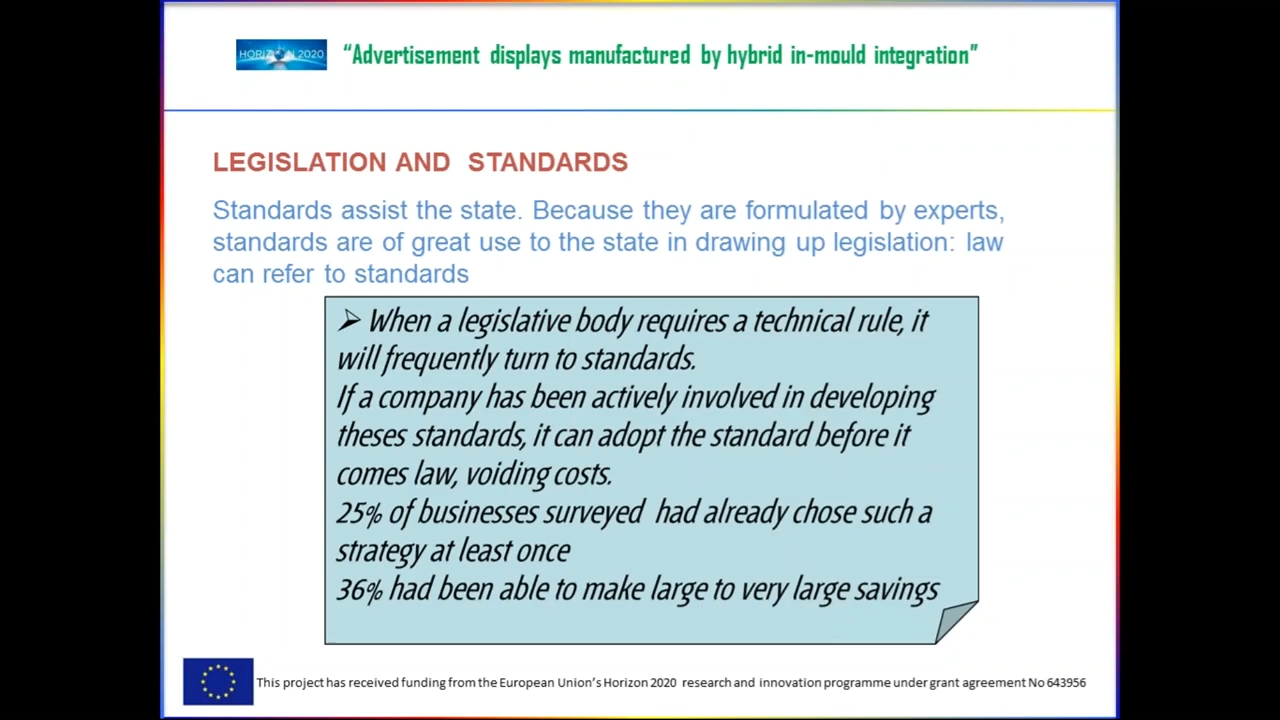 HORIZON 2020
“Advertisement displays manufactured by hybrid in-mould integration”
LEGISLATION AND STANDARDS
Standards assist the state. Because they are formulated by experts,
standards are of great use to the state in drawing up legislation: law
can refer to standards
➢ When a legislative body requires a technical rule, it
will frequently turn to standards.
If a company has been actively involved in developing
theses standards, it can adopt the standard before it
comes law, voiding costs.
25% of businesses surveyed had already chose such a
strategy at least once
36% had been able to make large to very large savings
This project has received funding from the European Union’s Horizon 2020 research and innovation programme under grant agreement No 643956